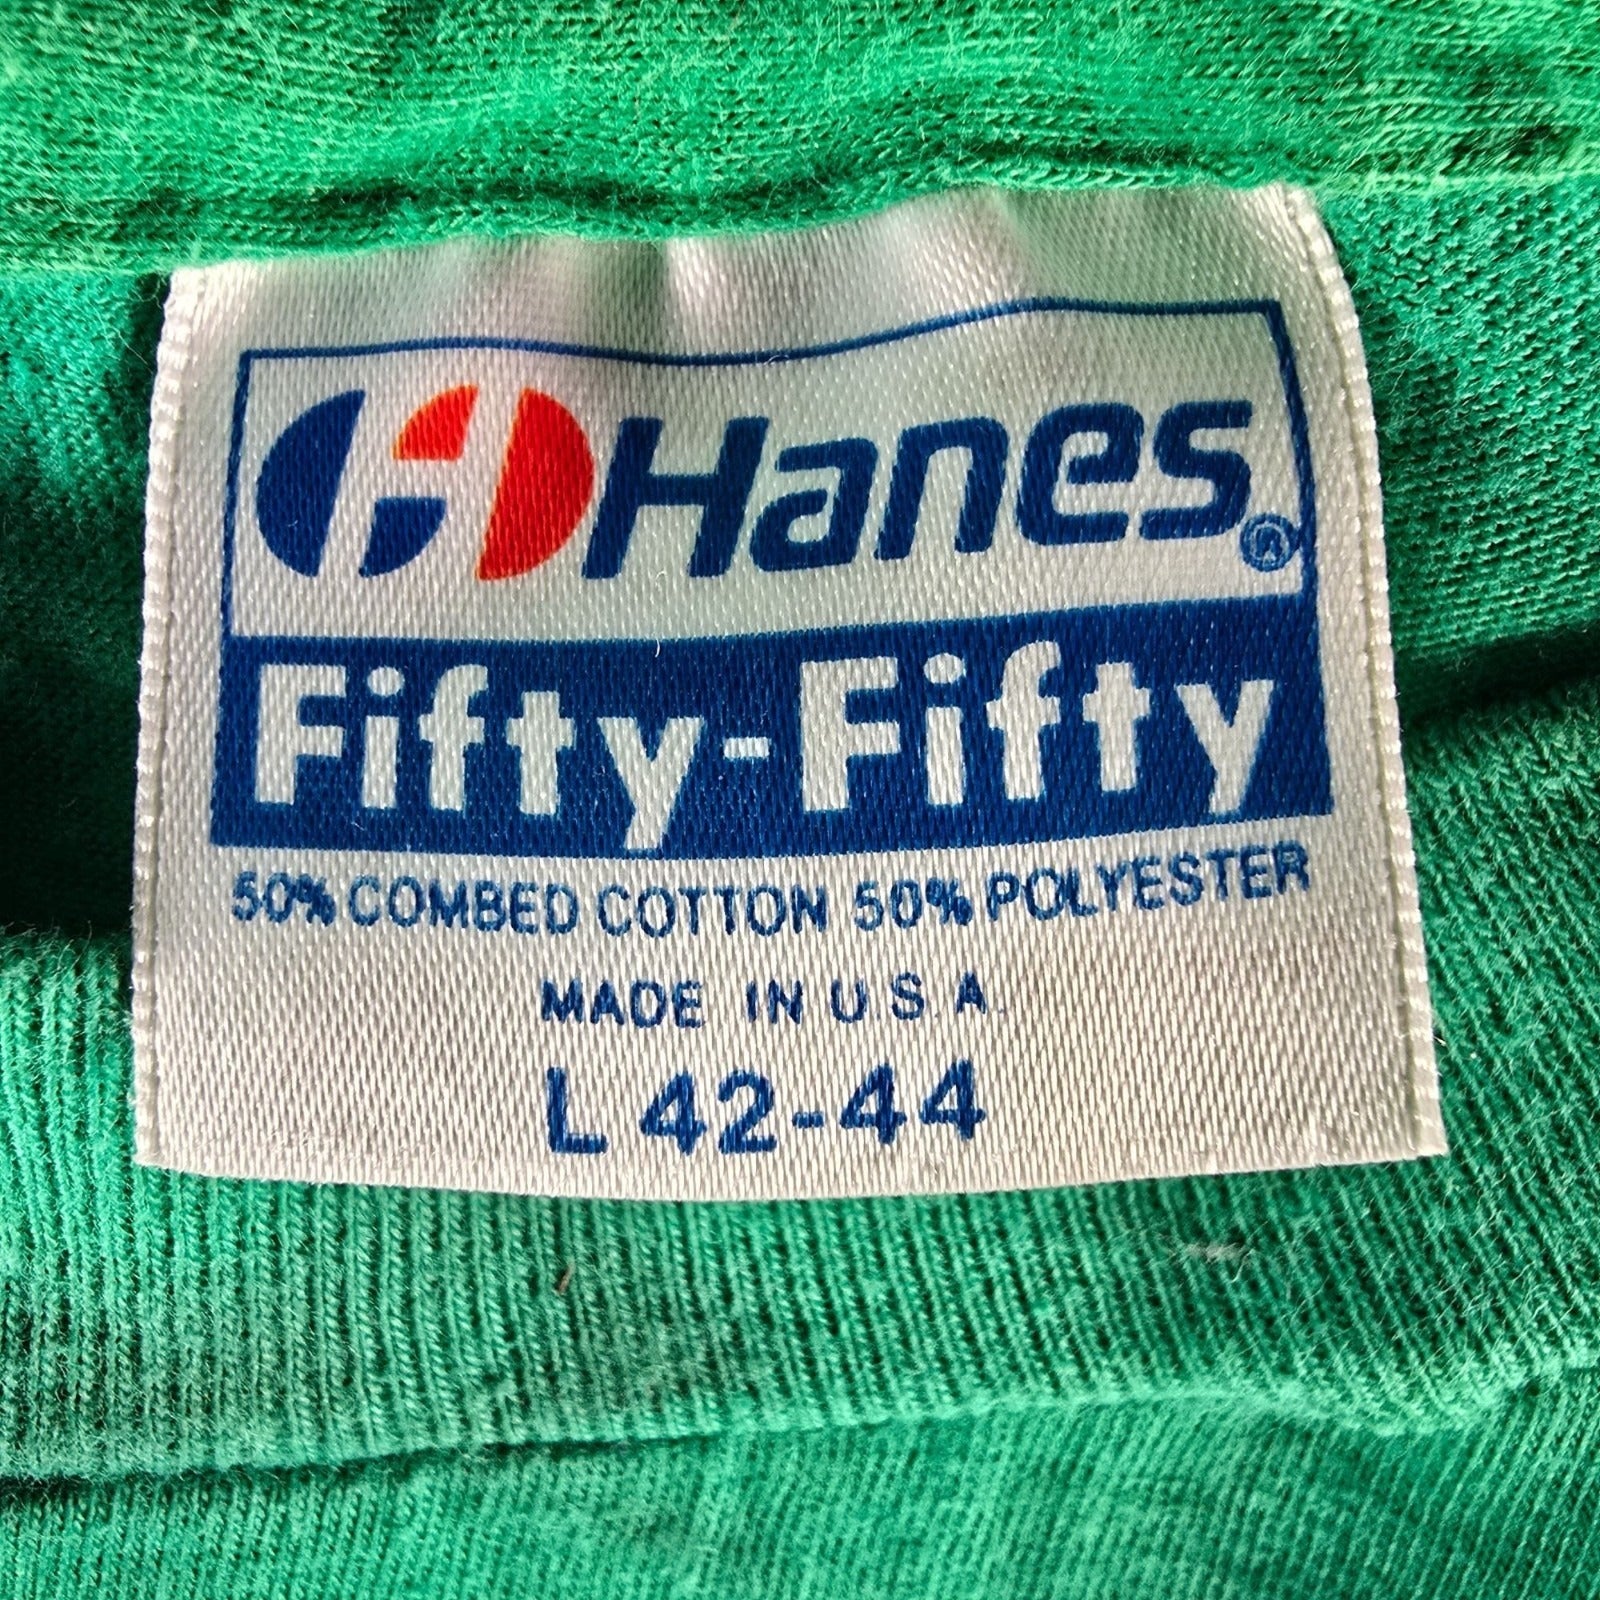 Hanes®
Fifty-Fifty
50% COMBED COTTON 50% POLYESTER
MADE IN U.S.A.
L 42-44